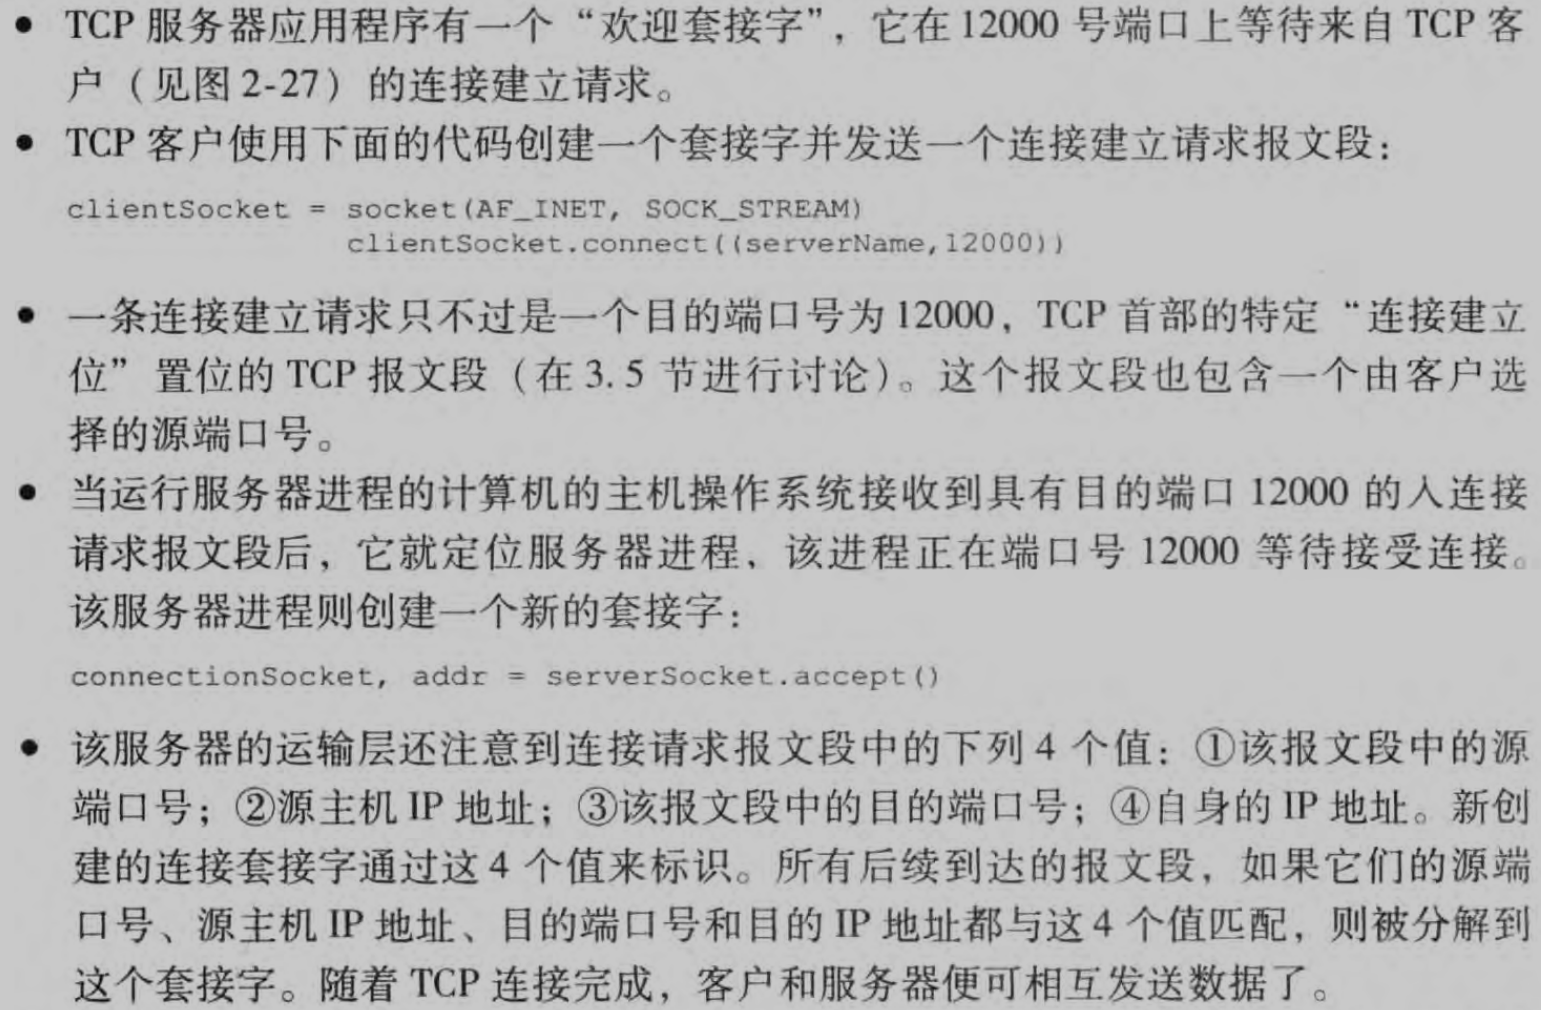 • TCP 服务器应用程序有一个“欢迎套接字”，它在 12000 号端口上等待来自 TCP 客
户（见图 2-27）的连接建立请求。
• TCP 客户使用下面的代码创建一个套接字并发送一个连接建立请求报文段：
clientSocket = socket(AF_INET, SOCK_STREAM)
clientSocket.connect((serverName,12000))
• 一条连接建立请求只不过是一个目的端口号为 12000，TCP 首部的特定“连接建立
位”置位的 TCP 报文段（在 3.5 节进行讨论）。这个报文段也包含一个由客户选
择的源端口号。
• 当运行服务器进程的计算机的主机操作系统接收到具有目的端口 12000 的入连接
请求报文段后，它就定位服务器进程，该进程正在端口号 12000 等待接受连接。
该服务器进程则创建一个新的套接字：
connectionSocket, addr = serverSocket.accept()
• 该服务器的运输层还注意到连接请求报文段中的下列 4 个值：①该报文段中的源
端口号；②源主机 IP 地址；③该报文段中的目的端口号；④自身的 IP 地址。新创
建的连接套接字通过这 4 个值来标识。所有后续到达的报文段，如果它们的源端
口号、源主机 IP 地址、目的端口号和目的 IP 地址都与这 4 个值匹配，则被分解到
这个套接字。随着 TCP 连接完成，客户和服务器便可相互发送数据了。